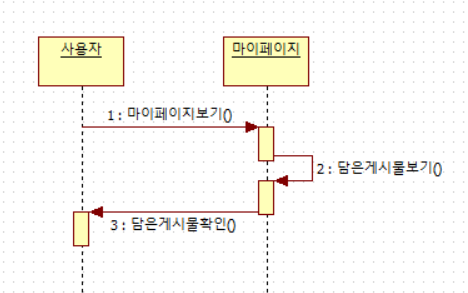 사용자
마이페이지
1 : 마이페이지보기()
2 : 담은게시물보기()
3 : 담은게시물확인()